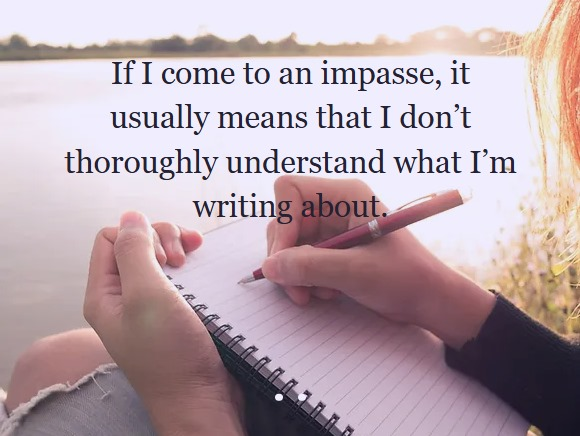 If I come to an impasse, it
usually means that I don’t
thoroughly understand what I’m
writing about.